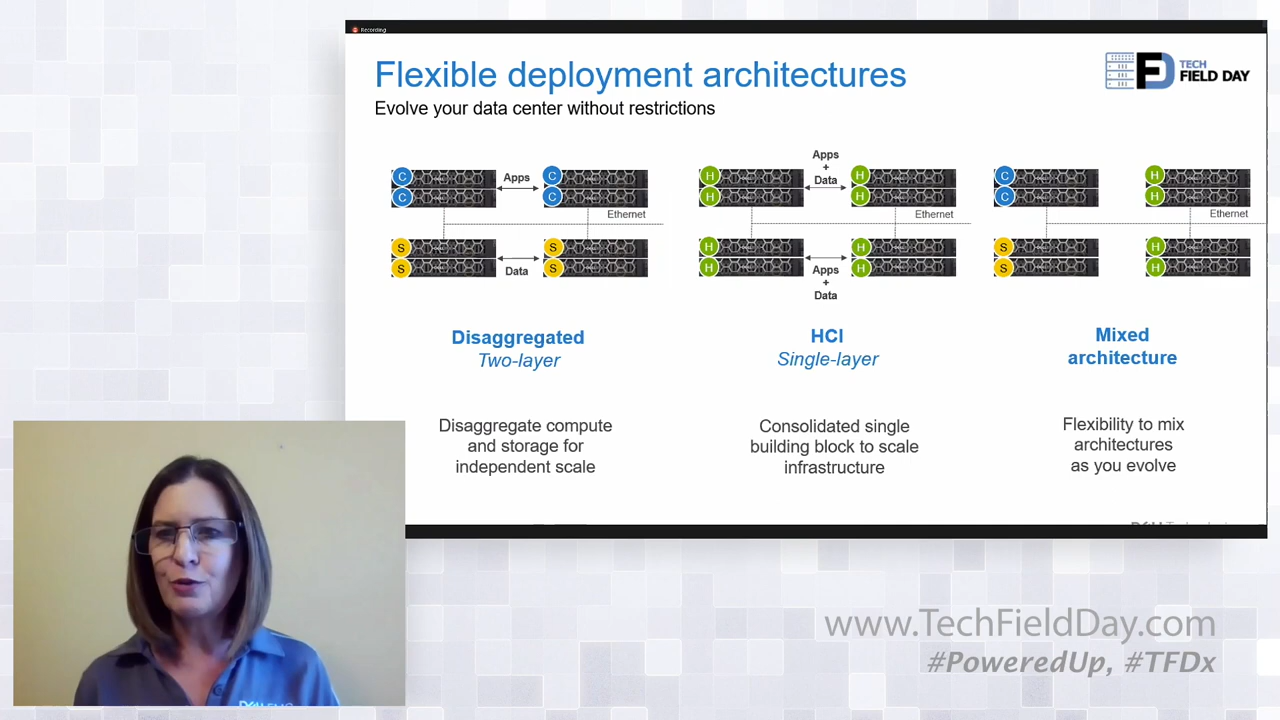 Recording
Flexible deployment architectures
Evolve your data center without restrictions
TECH
FIELD DAY
C
C
Apps
C
C
Ethernet
S
S
Data
S
S
Disaggregated
Two-layer
Disaggregate compute
and storage for
independent scale
H
H
Apps
+
Data
H
H
Ethernet
H
H
Apps
+
Data
H
H
HCI
Single-layer
Consolidated single
building block to scale
infrastructure
C
C
H
H
Ethernet
S
S
H
H
Mixed
architecture
Flexibility to mix
architectures
as you evolve
www.TechFieldDay.com
#PoweredUp, #TFDx